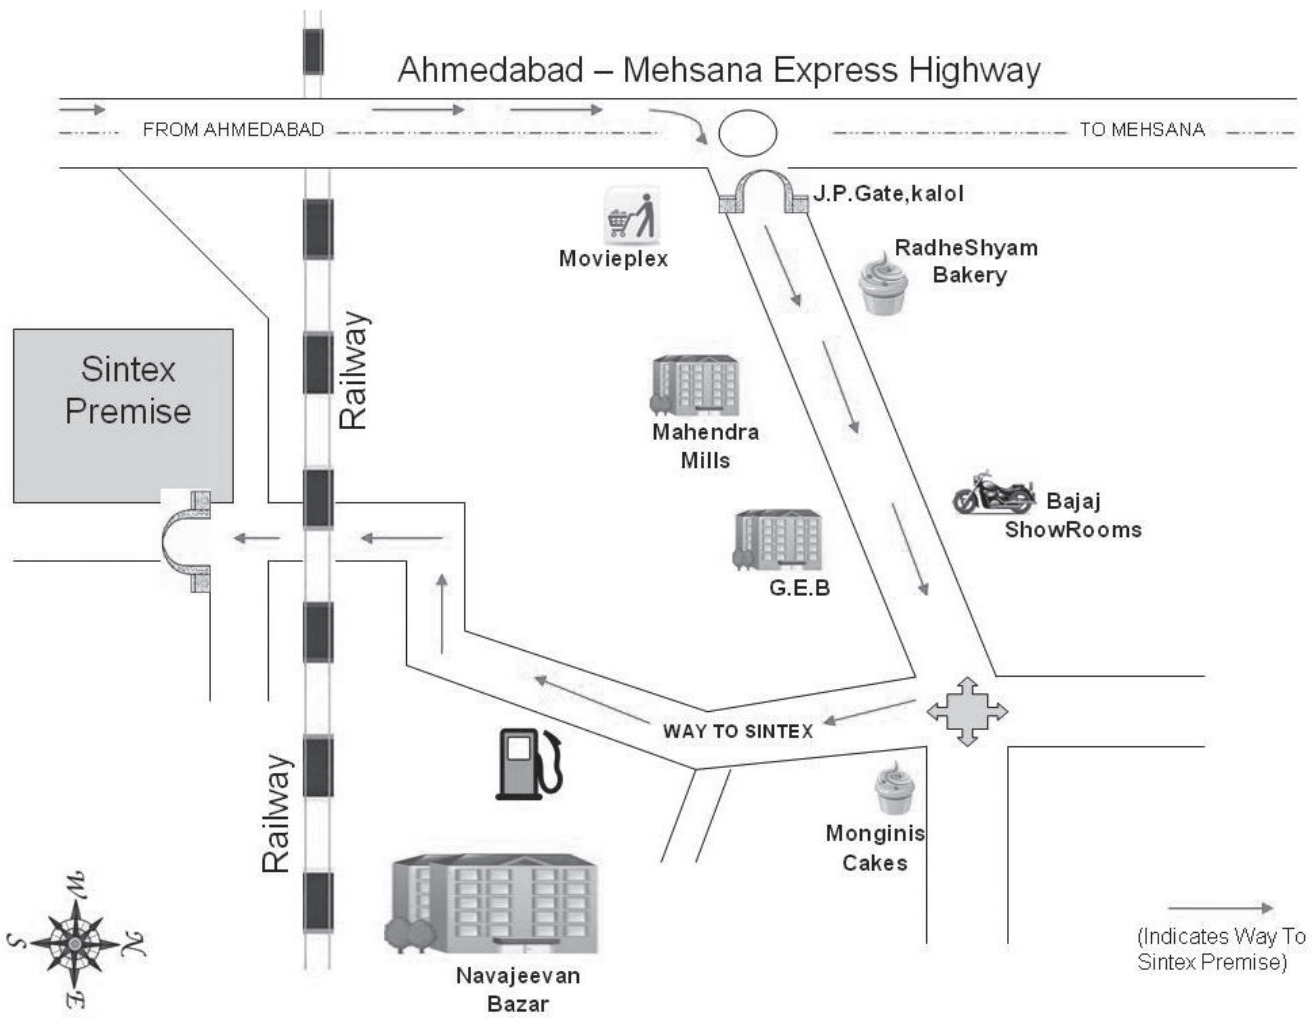 Ahmedabad – Mehsana Express Highway
FROM AHMEDABAD
TO MEHSANA
J.P.Gate,kalol
Movieplex
RadheShyam
Bakery
Railway
Sintex
Premise
Mahendra
Mills
Bajaj
ShowRooms
G.E.B
WAY TO SINTEX
Railway
Monginis
Cakes
W
S
N
E
Navajeevan
Bazar
(Indicates Way To
Sintex Premise)